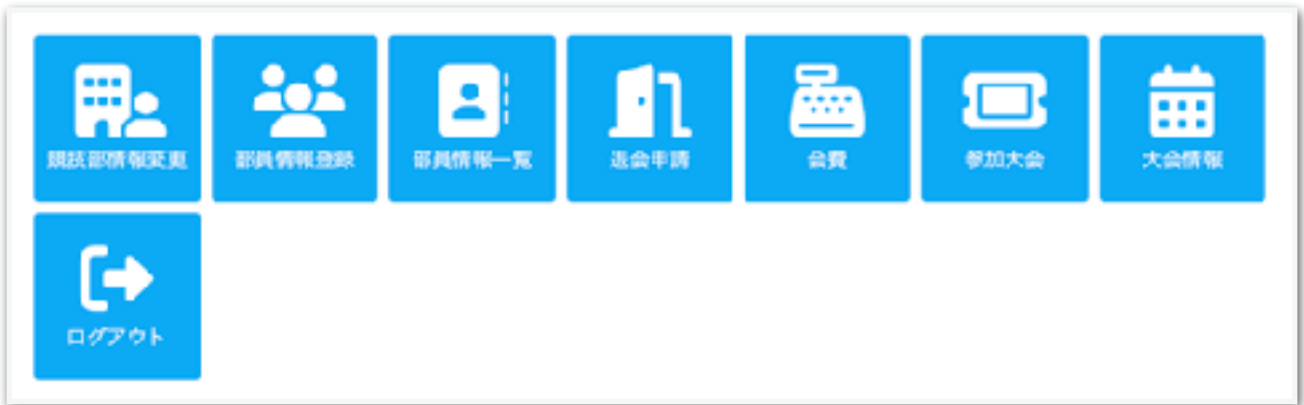 競技部情報変更
部員情報登録
部員情報一覧
退会申請
会費
参加大会
大会情報
ログアウト